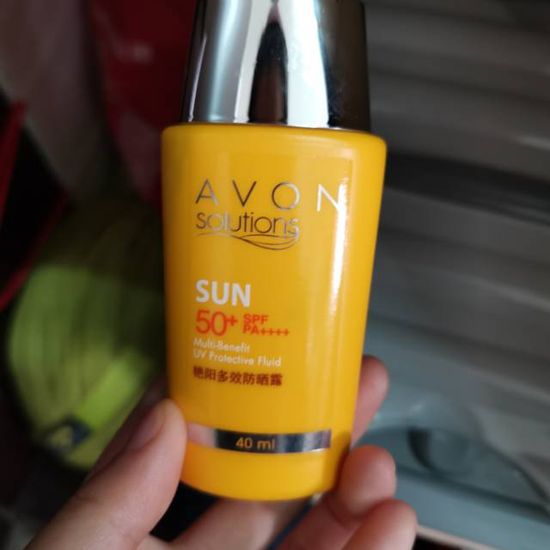 AVON
solutions
SUN
50+ SPF
PA++++
Multi-Benefit
UV Protective Fluid
艳阳多效防晒露
40 ml